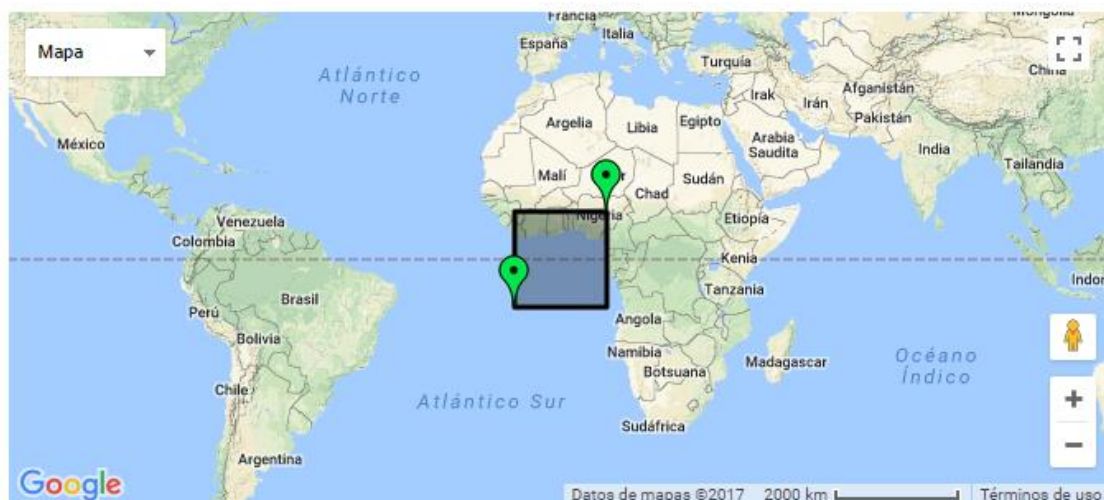 Mongolia
Francia
Mapa
Italia
España
Turquía
Atlántico
Norte
China
Afganistán
Irak
Irán
Pakistán
Argelia
Libia
Egipto
México
Arabia
Saudita
India
Tailandia
Malí
Chad
Sudán
Venezuela
Nigeria
Etiopía
Colombia
Kenia
Indon
Tanzania
Brasil
Perú
Angola
Bolivia
Namibia
Madagascar
Océano
Índico
Botsuana
Chile
Atlántico Sur
+
Sudáfrica
−
Argentina
Google
Datos de mapas ©2017 2000 km Términos de uso